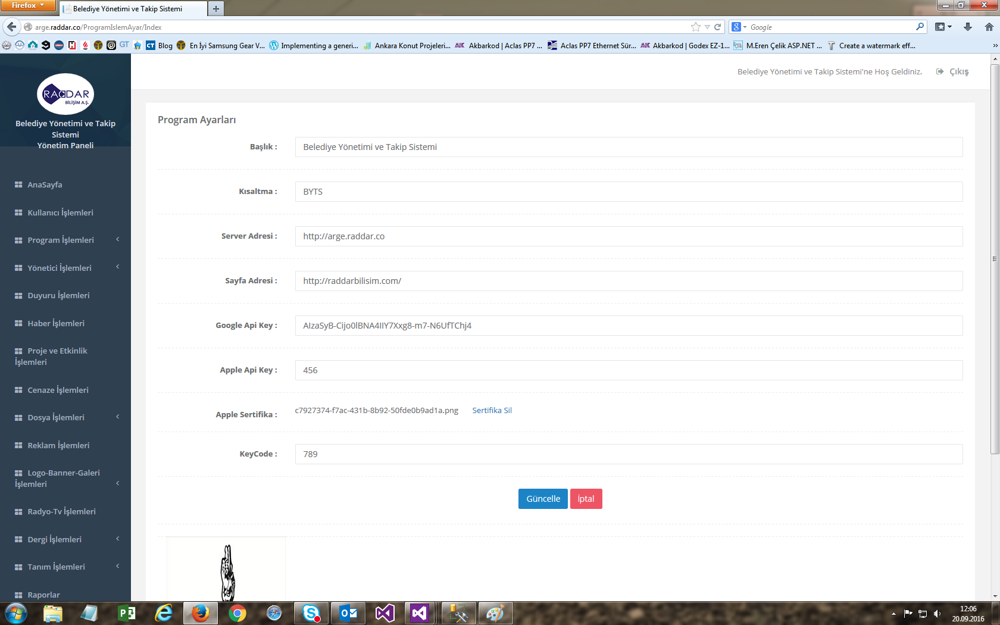 Firefox
Belediye Yönetimi ve Takip Sistemi
arge.raddar.co/ProgramIslemAyar/Index
Google
GT
CT Blog
En İyi Samsung Gear V...
Implementing a generi...
Ankara Konut Projeleri...
Akbarkod | Aclas PP7 ...
Aclas PP7 Ethernet Sür...
Akbarkod | Godex EZ-1...
M.Eren Çelik ASP.NET ...
Create a watermark eff...
RADDAR
BİLİŞİM A.Ş.
Belediye Yönetimi ve Takip
Sistemi
Yönetim Paneli
AnaSayfa
Kullanıcı İşlemleri
Program İşlemleri
Yönetici İşlemleri
Duyuru İşlemleri
Haber İşlemleri
Proje ve Etkinlik
İşlemleri
Cenaze İşlemleri
Dosya İşlemleri
Reklam İşlemleri
Logo-Banner-Galeri
İşlemleri
Radyo-Tv İşlemleri
Dergi İşlemleri
Tanım İşlemleri
Raporlar
Belediye Yönetimi ve Takip Sistemi'ne Hoş Geldiniz.
Çıkış
Program Ayarları
Başlık : Belediye Yönetimi ve Takip Sistemi
Kısaltma : BYTS
Server Adresi : http://arge.raddar.co
Sayfa Adresi : http://raddarbilisim.com/
Google Api Key : AIzaSyB-Cijo0lBNA4IIY7Xxg8-m7-N6UfTChj4
Apple Api Key : 456
Apple Sertifika : c7927374-f7ac-431b-8b92-50fde0b9ad1a.png Sertifika Sil
KeyCode : 789
Güncelle İptal
12:06
20.09.2016